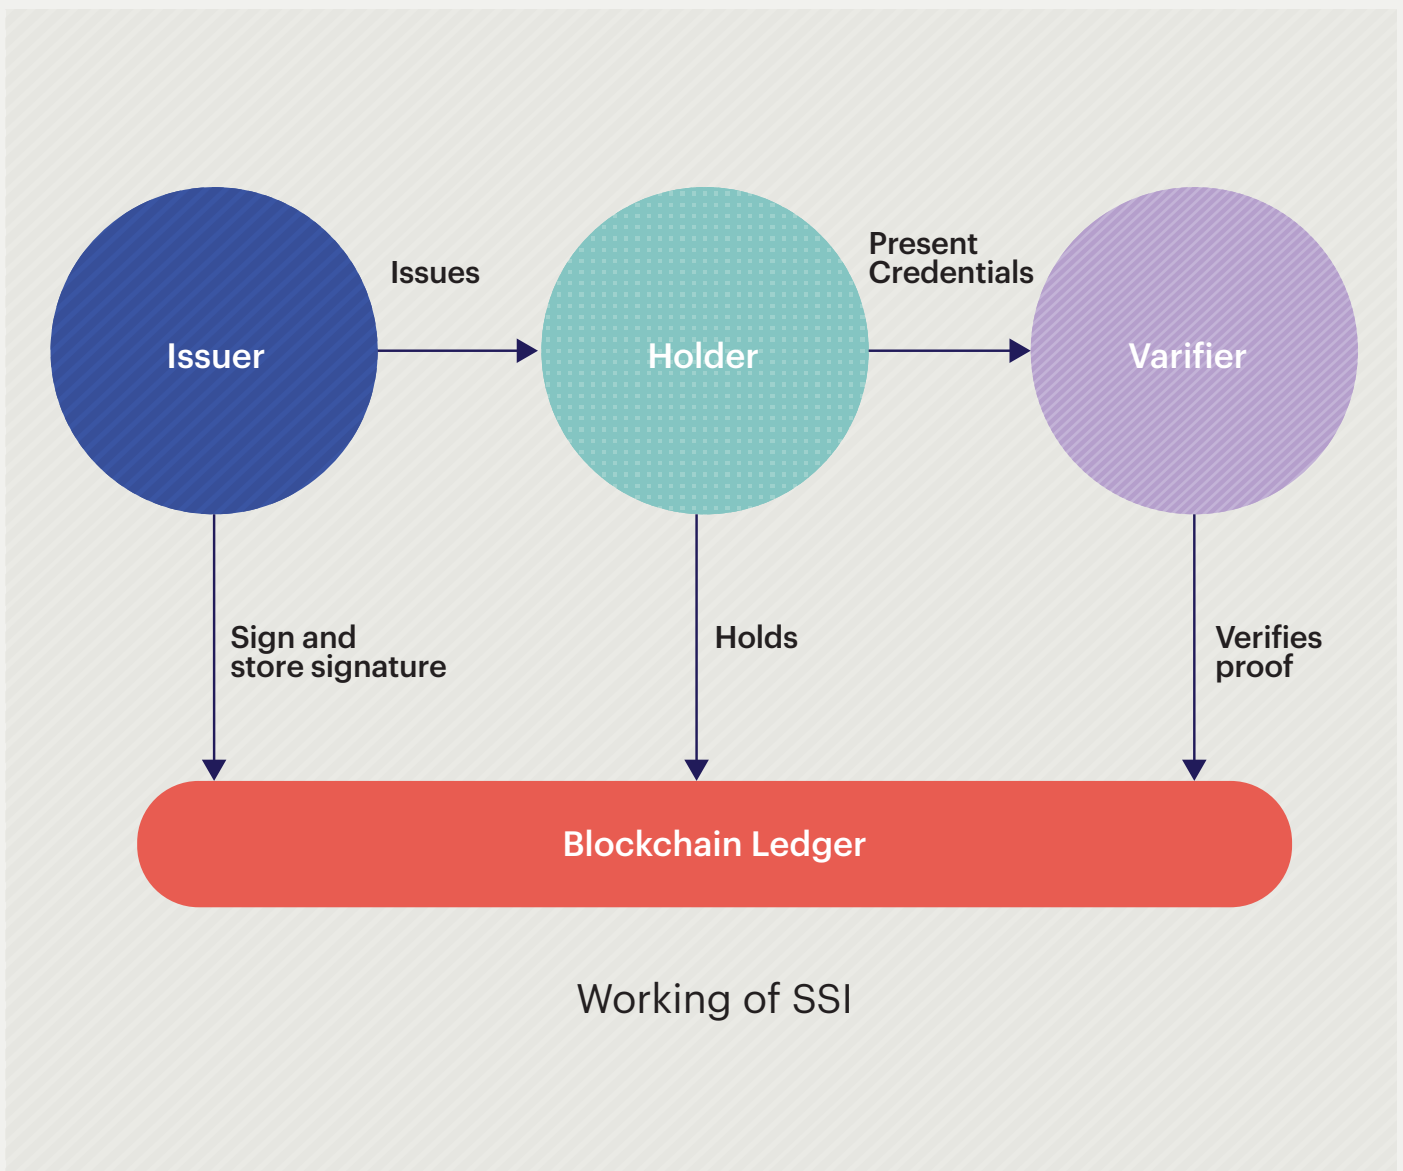 Issues
Present
Credentials
Issuer
Holder
Varifier
Sign and
store signature
Holds
Verifies
proof
Blockchain Ledger
Working of SSI